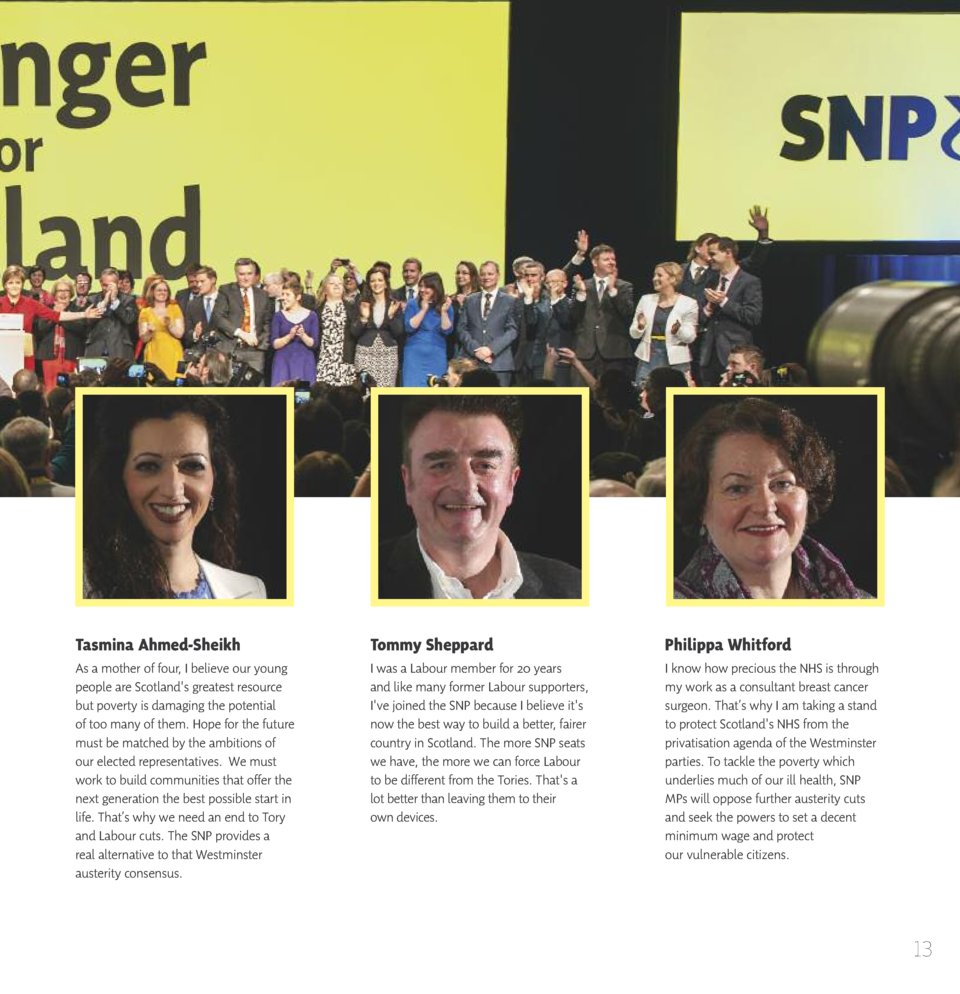 nger
or
land
SNP
Tasmina Ahmed-Sheikh
As a mother of four, I believe our young
people are Scotland's greatest resource
but poverty is damaging the potential
of too many of them. Hope for the future
must be matched by the ambitions of
our elected representatives.  We must
work to build communities that offer the
next generation the best possible start in
life. That's why we need an end to Tory
and Labour cuts. The SNP provides a
real alternative to that Westminster
austerity consensus.
Tommy Sheppard
I was a Labour member for 20 years
and like many former Labour supporters,
I've joined the SNP because I believe it's
now the best way to build a better, fairer
country in Scotland. The more SNP seats
we have, the more we can force Labour
to be different from the Tories. That's a
lot better than leaving them to their
own devices.
Philippa Whitford
I know how precious the NHS is through
my work as a consultant breast cancer
surgeon. That's why I am taking a stand
to protect Scotland's NHS from the
privatisation agenda of the Westminster
parties. To tackle the poverty which
underlies much of our ill health, SNP
MPs will oppose further austerity cuts
and seek the powers to set a decent
minimum wage and protect
our vulnerable citizens.
13